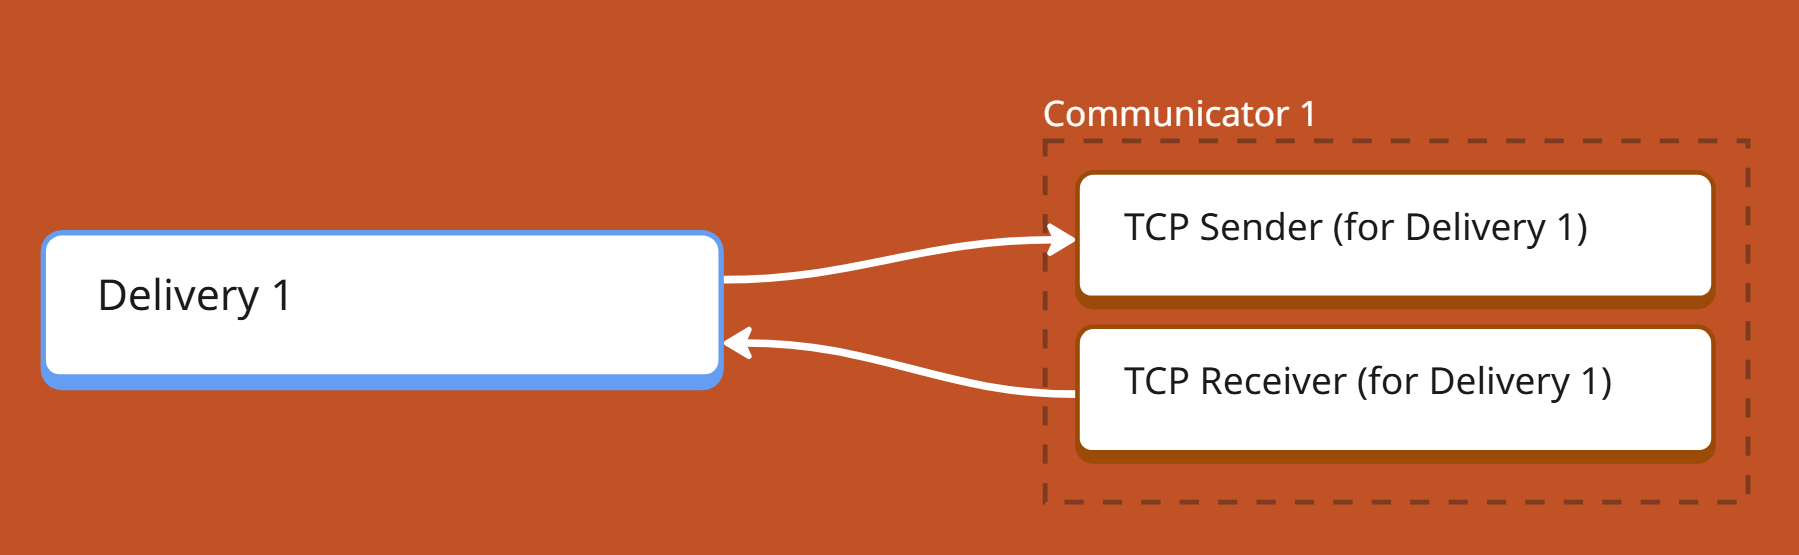 Communicator 1
TCP Sender (for Delivery 1)
Delivery 1
TCP Receiver (for Delivery 1)